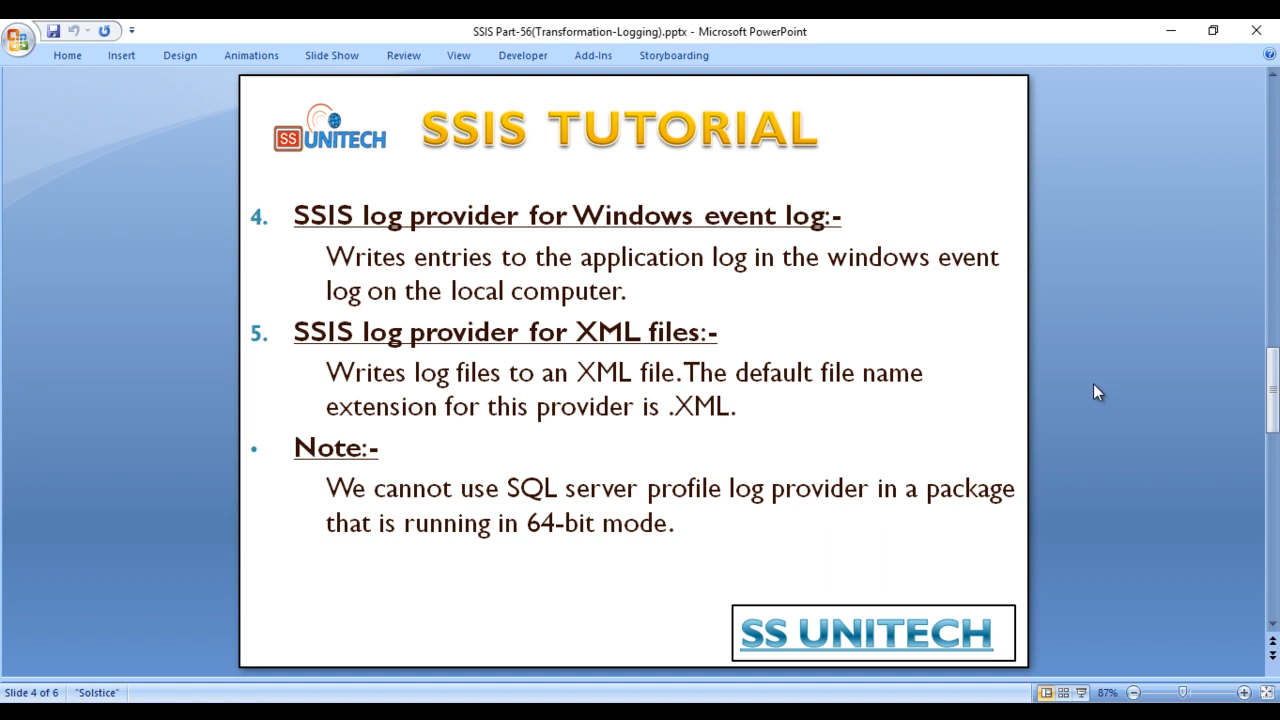 SSIS Part-56(Transformation-Logging).pptx - Microsoft PowerPoint
Home Insert Design Animations Slide Show Review View Developer Add-Ins Storyboarding
SS UNITECH
SSIS TUTORIAL
4. SSIS log provider for Windows event log:-
Writes entries to the application log in the windows event
log on the local computer.
5. SSIS log provider for XML files:-
Writes log files to an XML file. The default file name
extension for this provider is .XML.
• Note:-
We cannot use SQL server profile log provider in a package
that is running in 64-bit mode.
SS UNITECH
Slide 4 of 6 "Solstice" 87%